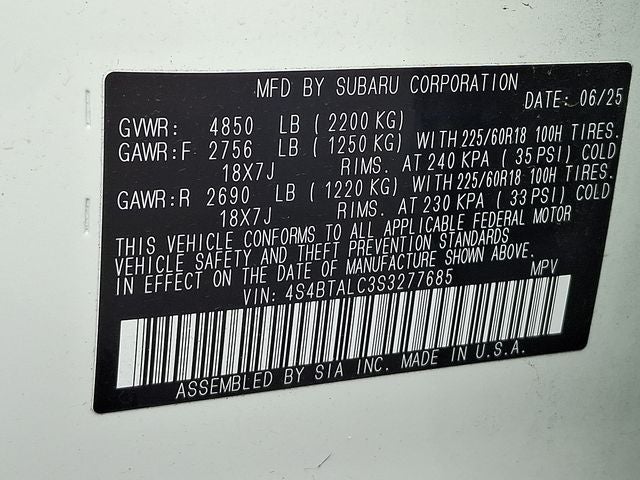 MFD BY SUBARU CORPORATION
DATE: 06/25
GVWR: 4850 LB ( 2200 KG)
GAWR:F 2756 LB ( 1250 KG) WITH 225/60R18 100H TIRES.
18X7J RIMS. AT 240 KPA ( 35 PSI) COLD
GAWR:R 2690 LB ( 1220 KG) WITH 225/60R18 100H TIRES.
18X7J RIMS. AT 230 KPA ( 33 PSI) COLD
THIS VEHICLE CONFORMS TO ALL APPLICABLE FEDERAL MOTOR
VEHICLE SAFETY AND THEFT PREVENTION STANDARDS
IN EFFECT ON THE DATE OF MANUFACTURE SHOWN ABOVE.
VIN: 4S4BTALC3S3277685 MPV
ASSEMBLED BY SIA INC. MADE IN U.S.A.